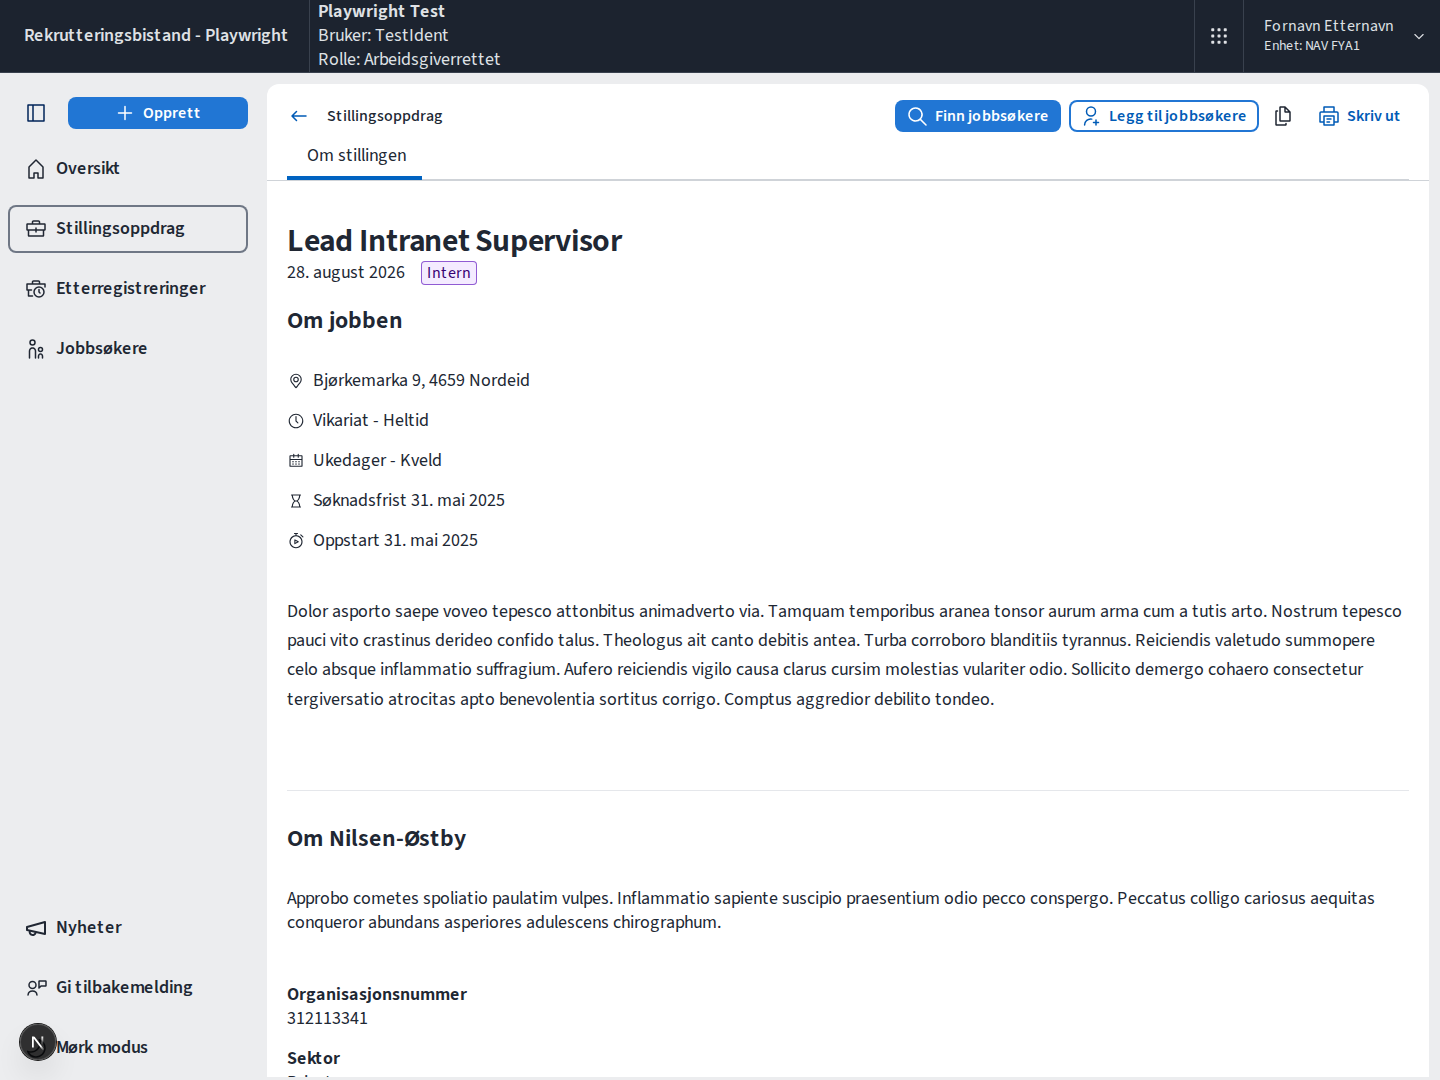 Rekrutteringsbistand - Playwright
Playwright Test
Bruker: TestIdent
Rolle: Arbeidsgiverrettet
Fornavn Etternavn
Enhet: NAV FYA1
Opprett
Oversikt
Stillingsoppdrag
Etterregistreringer
Jobbsøkere
Nyheter
Gi tilbakemelding
N
Mørk modus
Stillingsoppdrag
Finn jobbsøkere
Legg til jobbsøkere
Skriv ut
Om stillingen
Lead Intranet Supervisor
28. august 2026 Intern
Om jobben
Bjørkemarka 9, 4659 Nordeid
Vikariat - Heltid
Ukedager - Kveld
Søknadsfrist 31. mai 2025
Oppstart 31. mai 2025
Dolor asporto saepe voveo tepesco attonbitus animadverto via. Tamquam temporibus aranea tonsor aurum arma cum a tutis arto. Nostrum tepesco
pauci vito crastinus derideo confido talus. Theologus ait canto debitis antea. Turba corroboro blanditiis tyrannus. Reiciendis valetudo summopere
celo absque inflammatio suffragium. Aufero reiciendis vigilo causa clarus cursim molestias vulariter odio. Sollicito demergo cohaero consectetur
tergiversatio atrocitas apto benevolentia sortitus corrigo. Comptus aggredior debilito tondeo.
Om Nilsen-Østby
Approbo cometes spoliatio paulatim vulpes. Inflammatio sapiente suscipio praesentium odio pecco conspergo. Peccatus colligo cariosus aequitas
conqueror abundans asperiores adulescens chirographum.
Organisasjonsnummer
312113341
Sektor